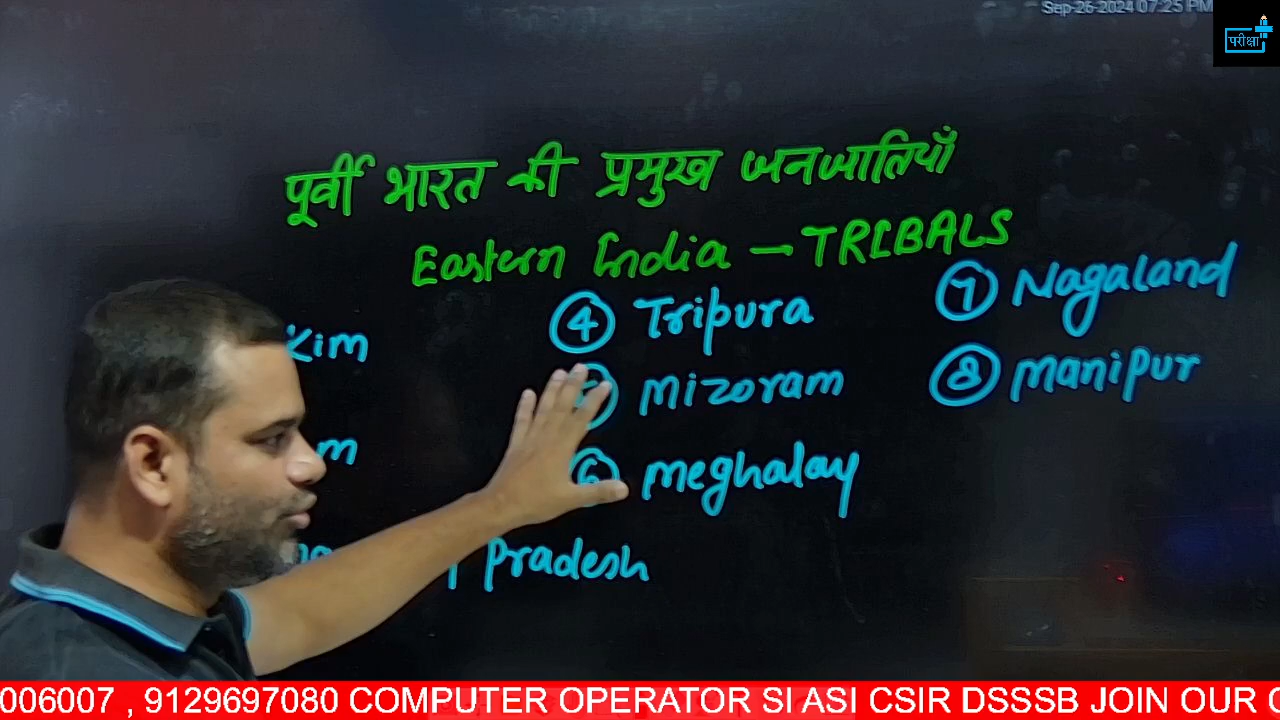 Sep-26-2024 07:25 PM
परीक्षा
पूर्वी भारत की प्रमुख जनजातियाँ
Eastern India – TRIBALS
Kim
④ Tripura
⑦ Nagaland
Mizoram
⑧ Manipur
m
⑥ Meghalay
Pradesh
006007 , 9129697080 COMPUTER OPERATOR SI ASI CSIR DSSSB JOIN OUR